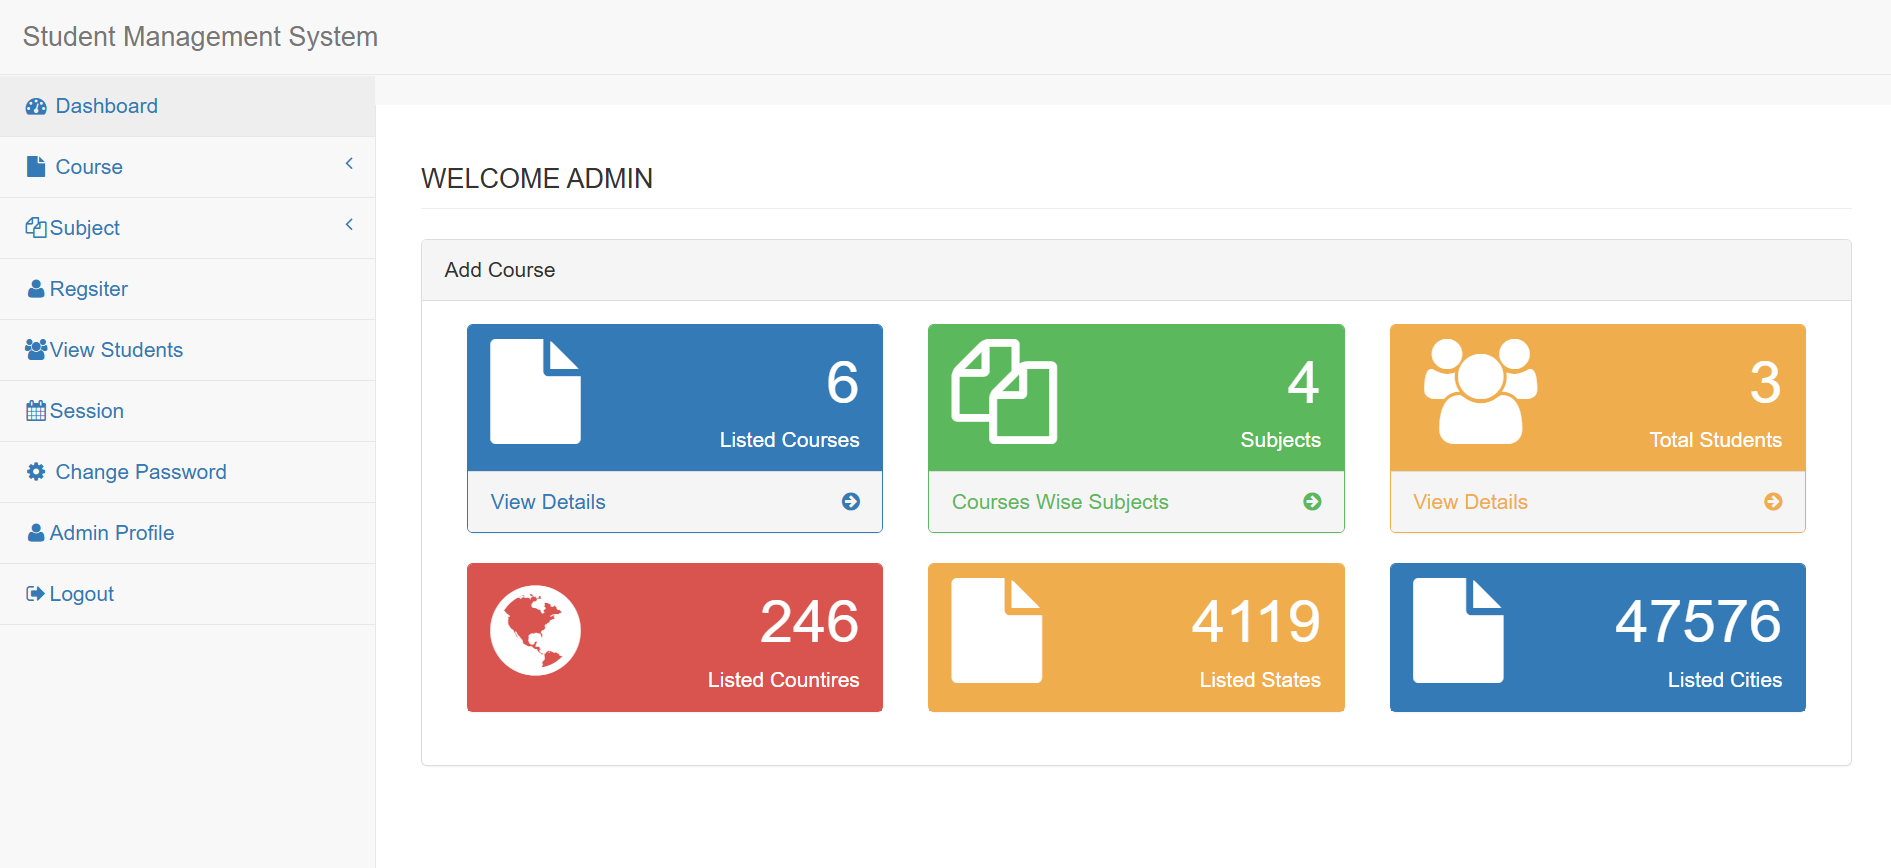 Student Management System
Dashboard
Course
Subject
Regsiter
View Students
Session
Change Password
Admin Profile
Logout
WELCOME ADMIN
Add Course
6
Listed Courses
View Details
4
Subjects
Courses Wise Subjects
3
Total Students
View Details
246
Listed Countires
4119
Listed States
47576
Listed Cities